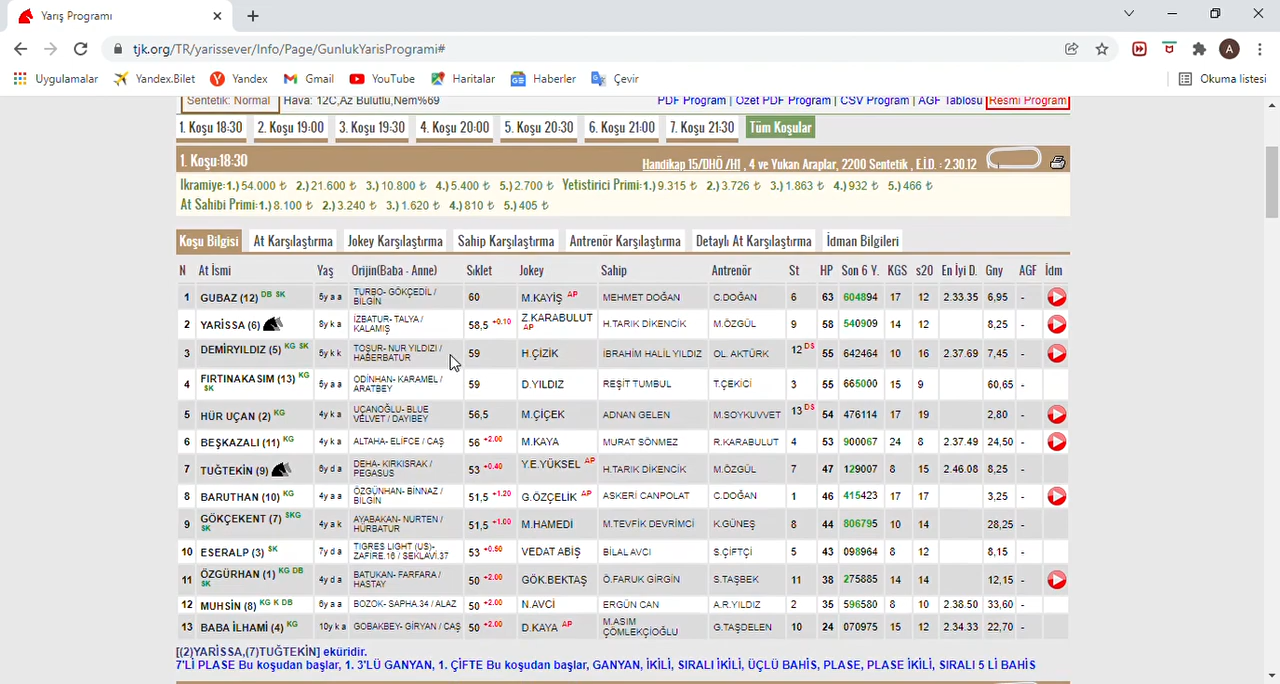 Yarış Programı
tjk.org/TR/yarissever/Info/Page/GunlukYarisProgrami#
A
Uygulamalar Yandex.Bilet Yandex Gmail YouTube Haritalar Haberler Çevir Okuma listesi
Sentetik: Normal Hava: 12C,Az Bulutlu,Nem%69 PDF Program | Özet PDF Program | CSV Program | AGF Tablosu Resmi Program
1. Koşu 18:30 2. Koşu 19:00 3. Koşu 19:30 4. Koşu 20:00 5. Koşu 20:30 6. Koşu 21:00 7. Koşu 21:30 Tüm Koşular
1. Koşu:18:30 Handikap 15/DHÖ /H1 , 4 ve Yukarı Araplar, 2200 Sentetik , E.İ.D. : 2.30.12
Ikramiye:1.) 54.000 ₺ 2.) 21.600 ₺ 3.) 10.800 ₺ 4.) 5.400 ₺ 5.) 2.700 ₺ Yetistirici Primi:1.) 9.315 ₺ 2.) 3.726 ₺ 3.) 1.863 ₺ 4.) 932 ₺ 5.) 466 ₺
At Sahibi Primi:1.) 8.100 ₺ 2.) 3.240 ₺ 3.) 1.620 ₺ 4.) 810 ₺ 5.) 405 ₺
Koşu Bilgisi At Karşılaştırma Jokey Karşılaştırma Sahip Karşılaştırma Antrenör Karşılaştırma Detaylı At Karşılaştırma İdman Bilgileri
N At İsmi Yaş Orijin(Baba - Anne) Sıklet Jokey Sahip Antrenör St HP Son 6 Y. KGS s20 En İyi D. Gny AGF İdm
1 GUBAZ (12) DB SK 5y a a TURBO- GÖKÇEDİL / BİLGİN 60 M.KAYİŞ AP MEHMET DOĞAN C.DOĞAN 6 63 604894 17 12 2.33.35 6,95 -
2 YARİSSA (6) 8y k a İZBATUR- TALYA / KALAMIŞ 58,5 +0.10 Z.KARABULUT AP H.TARIK DİKENCİK M.ÖZGÜL 9 58 540909 14 12 8,25 -
3 DEMİRYILDIZ (5) KG SK 5y k k TOSUR- NUR YILDIZI / HABERBATUR 59 H.ÇİZİK İBRAHİM HALİL YILDIZ OL. AKTÜRK 12 DS 55 642464 10 16 2.37.69 7,45 -
4 FIRTINAKASIM (13) KG SK 5y a a ODİNHAN- KARAMEL / ARATBEY 59 D.YILDIZ REŞİT TUMBUL T.ÇEKİCİ 3 55 665000 15 9 60,65 -
5 HÜR UÇAN (2) KG 4y k a UÇANOĞLU- BLUE VELVET / DAYIBEY 56,5 M.ÇİÇEK ADNAN GELEN M.SOYKUVVET 13 DS 54 476114 17 19 2,80 -
6 BEŞKAZALI (11) KG 4y k a ALTAHA- ELİFCE / CAŞ 56 +2.00 M.KAYA MURAT SÖNMEZ R.KARABULUT 4 53 900067 24 8 2.37.49 24,50 -
7 TUĞTEKİN (9) 6y d a DEHA- KIRKISRAK / PEGASUS 53 +0.40 Y.E.YÜKSEL AP H.TARIK DİKENCİK M.ÖZGÜL 7 47 129007 8 15 2.46.08 8,25 -
8 BARUTHAN (10) KG 4y a a ÖZGÜNHAN- BİNNAZ / BİLGİN 51,5 +1.20 G.ÖZÇELİK AP ASKERİ CANPOLAT C.DOĞAN 1 46 415423 17 17 3,25 -
9 GÖKÇEKENT (7) SKG SK 4y a k AYABAKAN- NURTEN / HÜRBATUR 51,5 +1.00 M.HAMEDİ M.TEVFİK DEVRİMCİ K.GÜNEŞ 8 44 806795 10 14 28,25 -
10 ESERALP (3) SK 7y d a TIGRES LIGHT (US)- ZAFİRE.16 / SEKLAVİ.37 53 +0.50 VEDAT ABİŞ BİLAL AVCI S.ÇİFTÇİ 5 43 098964 8 12 8,15 -
11 ÖZGÜRHAN (1) KG DB SK 4y d a BATUKAN- FARFARA / HASTAY 50 +2.00 GÖK.BEKTAŞ Ö.FARUK GİRGİN S.TAŞBEK 11 38 275885 14 14 12,15 -
12 MUHSİN (8) KG K DB 6y a a BOZOK- SAPHA.34 / ALAZ 50 +2.00 N.AVCİ ERGÜN CAN A.R.YILDIZ 2 35 596580 8 10 2.38.50 33,60 -
13 BABA İLHAMİ (4) KG 10y k a GOBAKBEY- GİRYAN / CAŞ 50 +2.00 D.KAYA AP M.ASIM ÇÖMLEKÇİOĞLU G.TAŞDELEN 10 24 070975 15 12 2.34.33 22,70 -
[(2)YARİSSA,(7)TUĞTEKİN] eküridir.
7'Lİ PLASE Bu koşudan başlar, 1. 3'LÜ GANYAN, 1. ÇİFTE Bu koşudan başlar, GANYAN, İKİLİ, SIRALI İKİLİ, ÜÇLÜ BAHİS, PLASE, PLASE İKİLİ, SIRALI 5 Lİ BAHİS